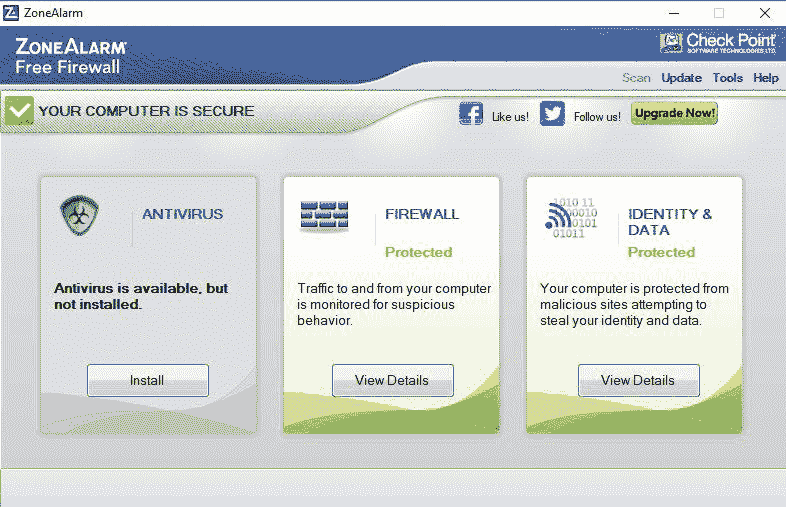 ZoneAlarm
ZONEALARM
Free Firewall
Check Point
SOFTWARE TECHNOLOGIES LTD.
Scan Update Tools Help
YOUR COMPUTER IS SECURE
Like us! Follow us! Upgrade Now!
ANTIVIRUS
Antivirus is available, but
not installed.
Install
FIREWALL
Protected
Traffic to and from your computer
is monitored for suspicious
behavior.
View Details
1010 11
00010
0101
01011
IDENTITY &
DATA
Protected
Your computer is protected from
malicious sites attempting to
steal your identity and data.
View Details